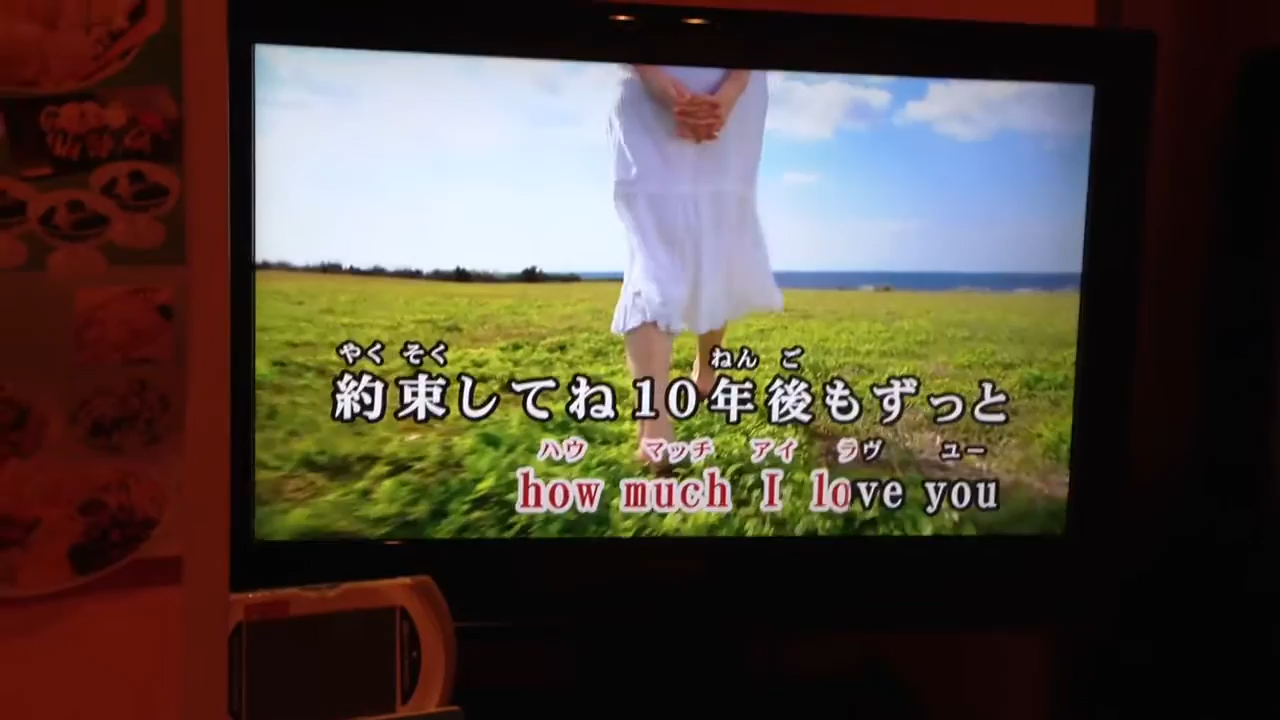 やく そく ねん ご
約束してね10年後もずっと
ハウ マッチ アイ ラヴ ユー
how much I love you